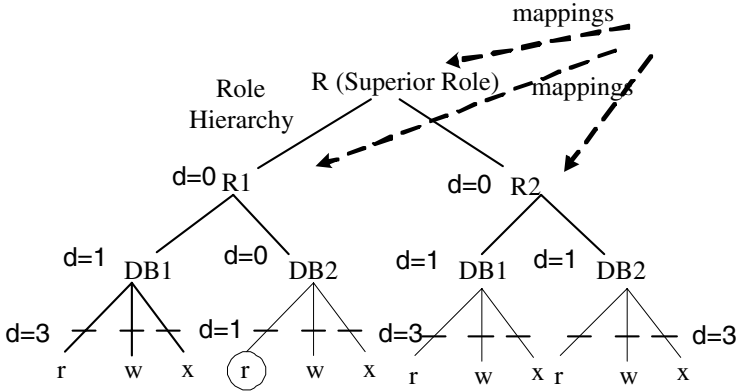 mappings
R (Superior Role)
mappings
Role
Hierarchy
d=0 R1
d=0 R2
d=1 DB1
d=0 DB2
d=1 DB1
d=1 DB2
d=3
d=1
d=3
d=3
r w x r w x r w x r w x